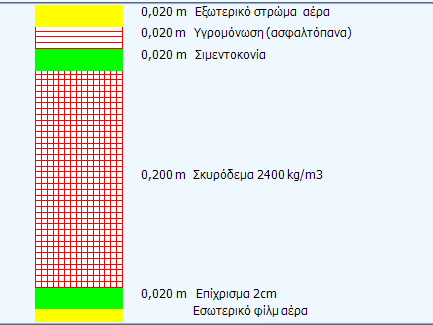 0,020 m Εξωτερικό στρώμα αέρα
0,020 m Υγρομόνωση (ασφαλτόπανα)
0,020 m Σιμεντοκονία
0,200 m Σκυρόδεμα 2400 kg/m3
0,020 m Επίχρισμα 2cm
Εσωτερικό φίλμ αέρα